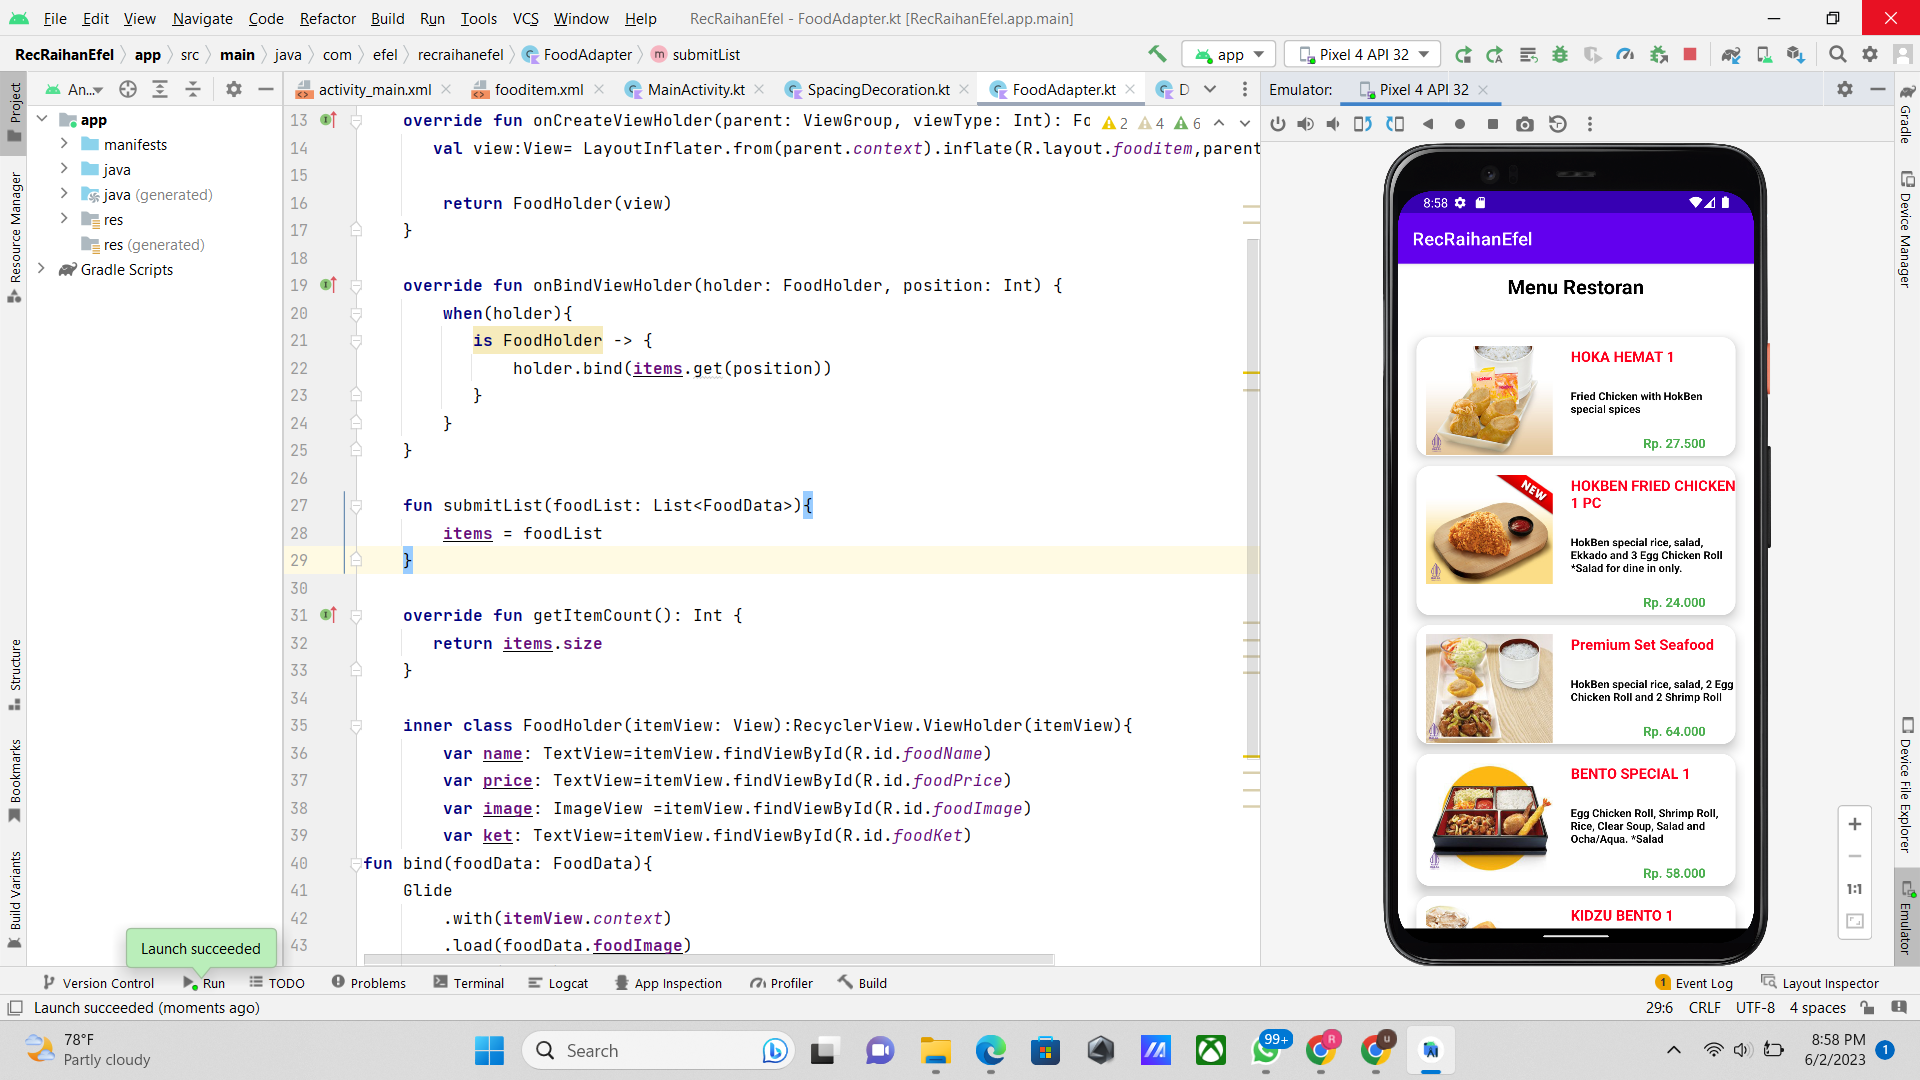 File Edit View Navigate Code Refactor Build Run Tools VCS Window Help RecRaihanEfel - FoodAdapter.kt [RecRaihanEfel.app.main]
RecRaihanEfel app src main java com efel recraihanefel FoodAdapter m submitList app Pixel 4 API 32
Project
Resource Manager
Structure
Bookmarks
Build Variants
An...
app
manifests
java
java (generated)
res
res (generated)
Gradle Scripts
activity_main.xml fooditem.xml MainActivity.kt SpacingDecoration.kt FoodAdapter.kt D
2 4 6
13 override fun onCreateViewHolder(parent: ViewGroup, viewType: Int): Fo
14 val view:View= LayoutInflater.from(parent.context).inflate(R.layout.fooditem,parent
15
16 return FoodHolder(view)
17 }
18
19 override fun onBindViewHolder(holder: FoodHolder, position: Int) {
20 when(holder){
21 is FoodHolder -> {
22 holder.bind(items.get(position))
23 }
24 }
25 }
26
27 fun submitList(foodList: List<FoodData>){
28 items = foodList
29 }
30
31 override fun getItemCount(): Int {
32 return items.size
33 }
34
35 inner class FoodHolder(itemView: View):RecyclerView.ViewHolder(itemView){
36 var name: TextView=itemView.findViewById(R.id.foodName)
37 var price: TextView=itemView.findViewById(R.id.foodPrice)
38 var image: ImageView =itemView.findViewById(R.id.foodImage)
39 var ket: TextView=itemView.findViewById(R.id.foodKet)
40 fun bind(foodData: FoodData){
41 Glide
42 .with(itemView.context)
43 .load(foodData.foodImage)
Emulator: Pixel 4 API 32
8:58
RecRaihanEfel
Menu Restoran
HOKA HEMAT 1
Fried Chicken with HokBen
special spices
Rp. 27.500
NEW
HOKBEN FRIED CHICKEN
1 PC
HokBen special rice, salad,
Ekkado and 3 Egg Chicken Roll
*Salad for dine in only.
Rp. 24.000
Premium Set Seafood
HokBen special rice, salad, 2 Egg
Chicken Roll and 2 Shrimp Roll
Rp. 64.000
BENTO SPECIAL 1
Egg Chicken Roll, Shrimp Roll,
Rice, Clear Soup, Salad and
Ocha/Aqua. *Salad
Rp. 58.000
KIDZU BENTO 1
1:1
Gradle
Device Manager
Device File Explorer
Emulator
Launch succeeded
Version Control Run TODO Problems Terminal Logcat App Inspection Profiler Build 1 Event Log Layout Inspector
Launch succeeded (moments ago) 29:6 CRLF UTF-8 4 spaces
78°F
Partly cloudy
Search
99+
R
u
8:58 PM
6/2/2023
1